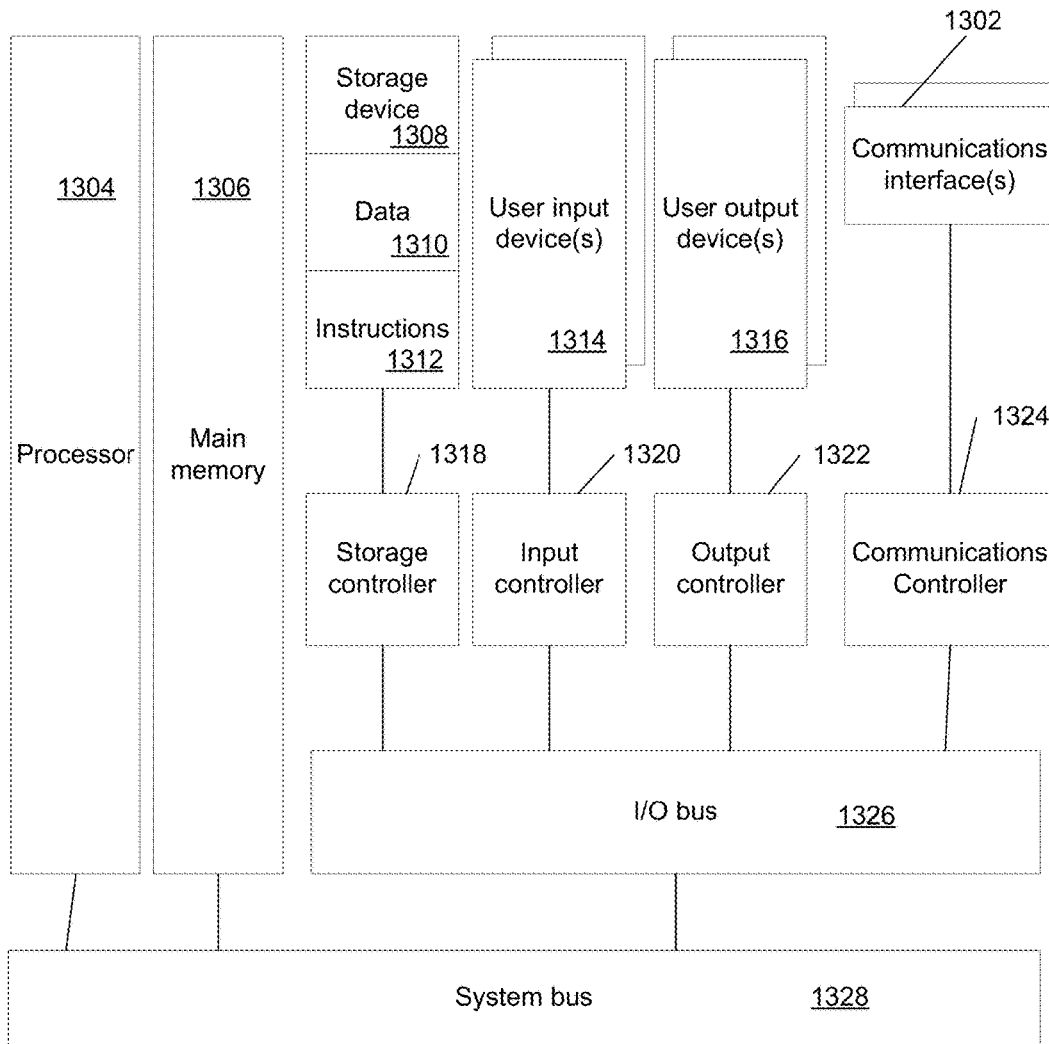 1302
Storage
device
1308
Communications
interface(s)
1304
1306
Data
1310
User input
device(s)
User output
device(s)
Instructions
1312
1314
1316
Processor
Main
memory
1318
1320
1322
1324
Storage
controller
Input
controller
Output
controller
Communications
Controller
I/O bus
1326
System bus
1328